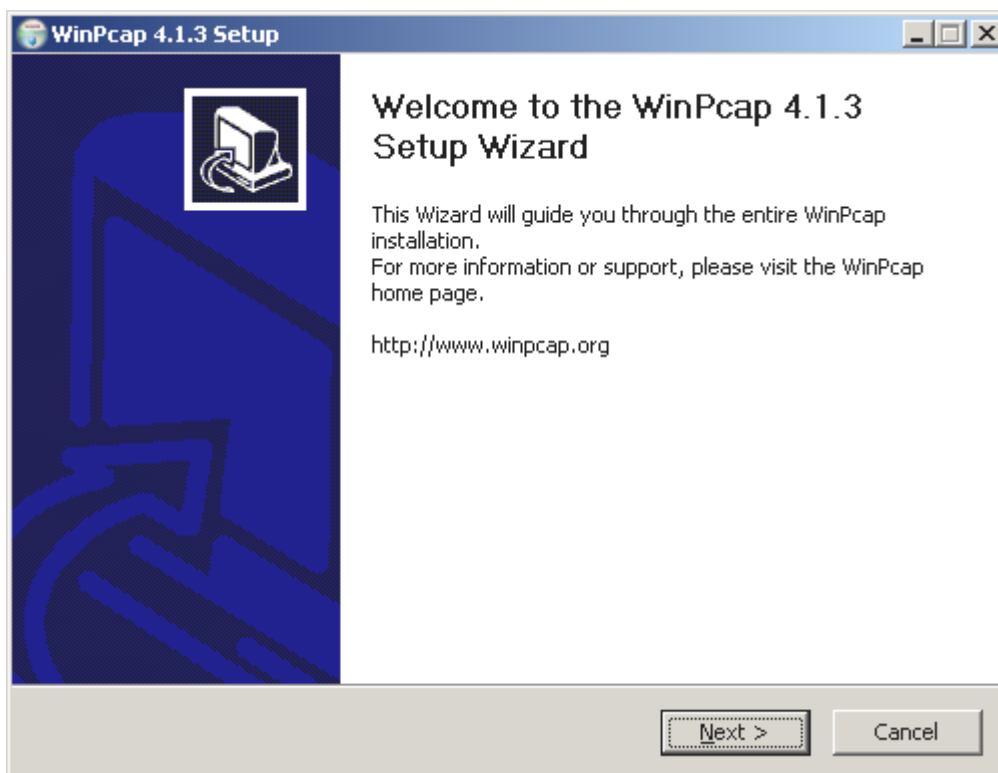 WinPcap 4.1.3 Setup
Welcome to the WinPcap 4.1.3
Setup Wizard
This Wizard will guide you through the entire WinPcap
installation.
For more information or support, please visit the WinPcap
home page.
http://www.winpcap.org
Next >
Cancel